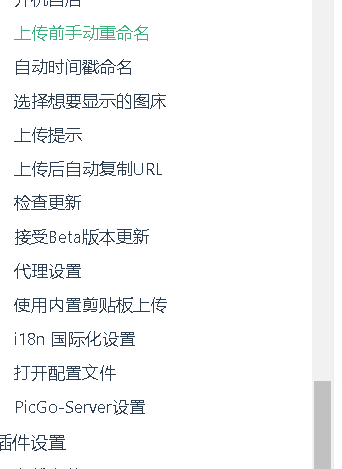 开机自启
上传前手动重命名
自动时间戳命名
选择想要显示的图床
上传提示
上传后自动复制URL
检查更新
接受Beta版本更新
代理设置
使用内置剪贴板上传
i18n 国际化设置
打开配置文件
PicGo-Server设置
插件设置